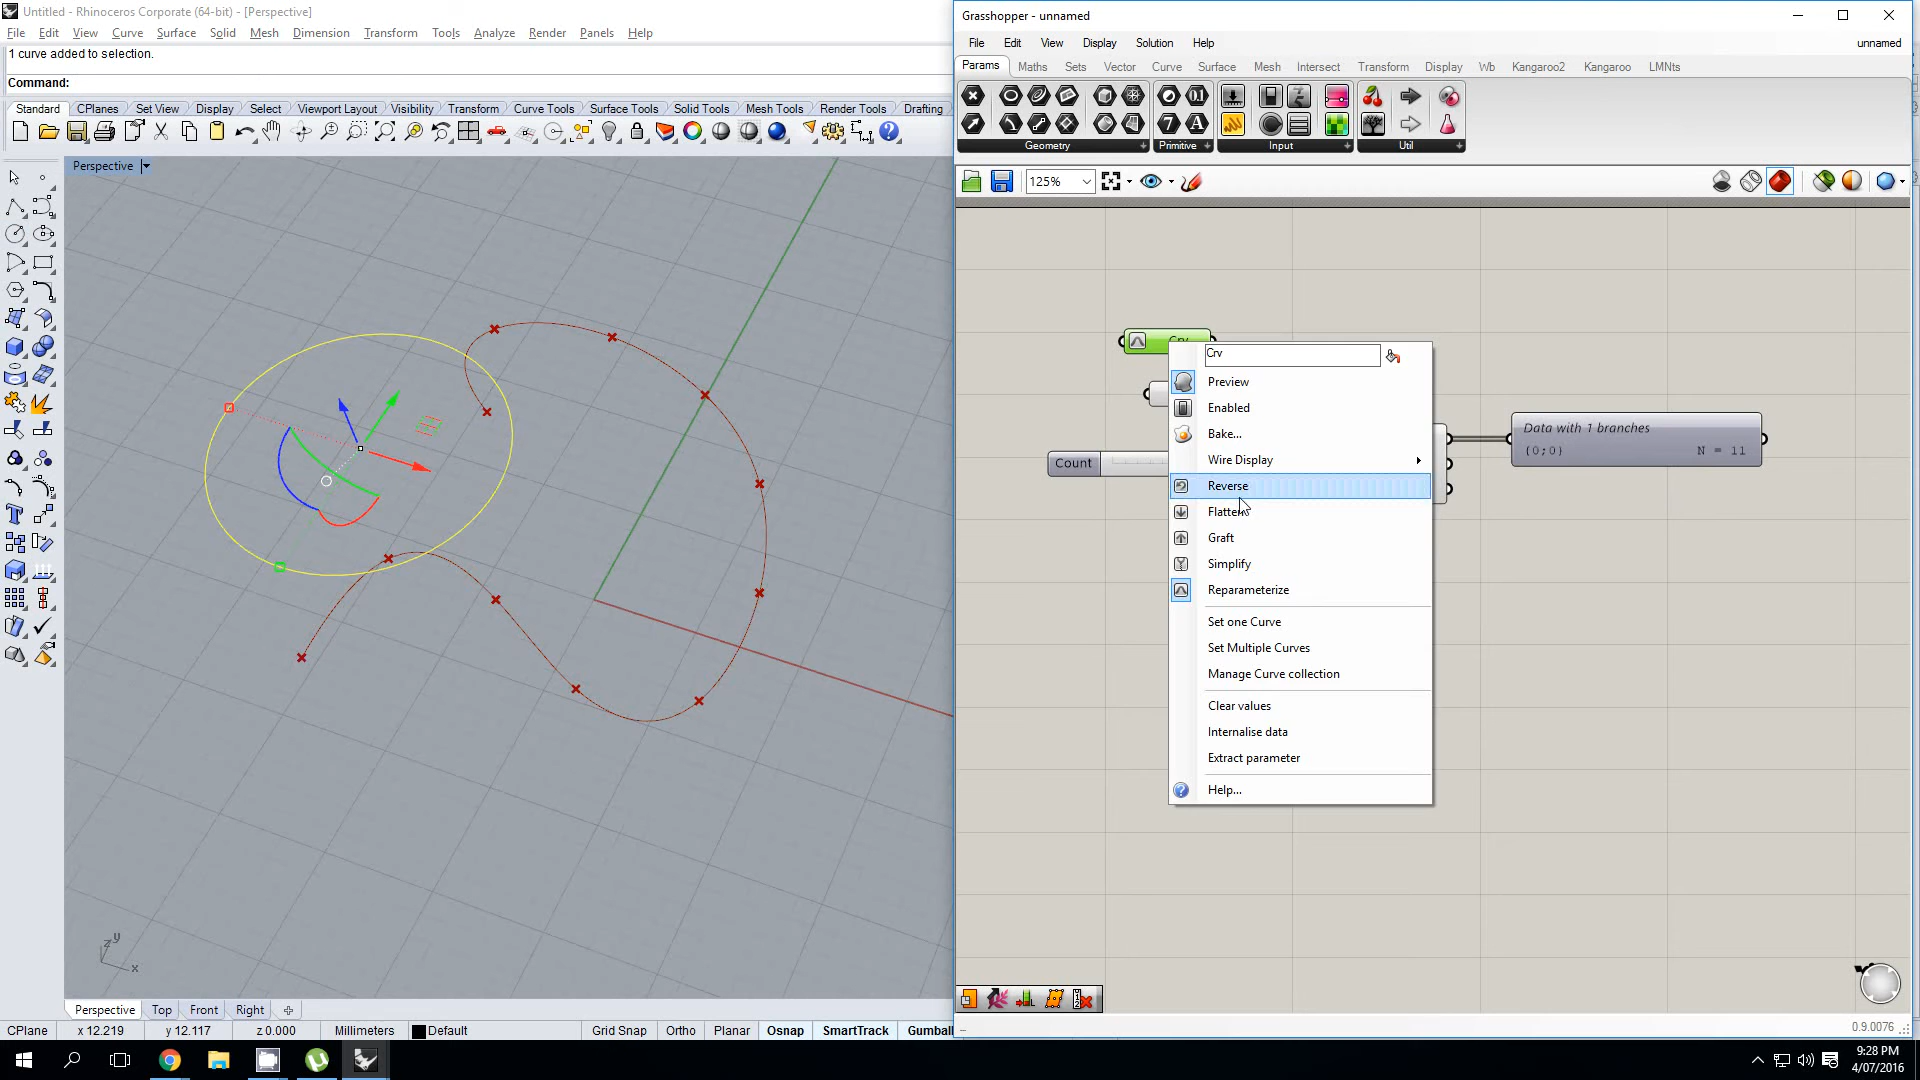 Untitled - Rhinoceros Corporate (64-bit) - [Perspective]
File Edit View Curve Surface Solid Mesh Dimension Transform Tools Analyze Render Panels Help
1 curve added to selection.
Command:
Standard CPlanes Set View Display Select Viewport Layout Visibility Transform Curve Tools Surface Tools Solid Tools Mesh Tools Render Tools Drafting
Perspective
z y x
Perspective Top Front Right
CPlane x 12.219 y 12.117 z 0.000 Millimeters Default Grid Snap Ortho Planar Osnap SmartTrack Gumball
Grasshopper - unnamed
File Edit View Display Solution Help unnamed
Params Maths Sets Vector Curve Surface Mesh Intersect Transform Display Wb Kangaroo2 Kangaroo LMNts
Geometry Primitive Input Util
125%
Crv
Preview
Enabled
Bake...
Wire Display
Reverse
Flatten
Graft
Simplify
Reparameterize
Set one Curve
Set Multiple Curves
Manage Curve collection
Clear values
Internalise data
Extract parameter
Help...
Count
Data with 1 branches
{0;0} N = 11
0.9.0076
9:28 PM
4/07/2016